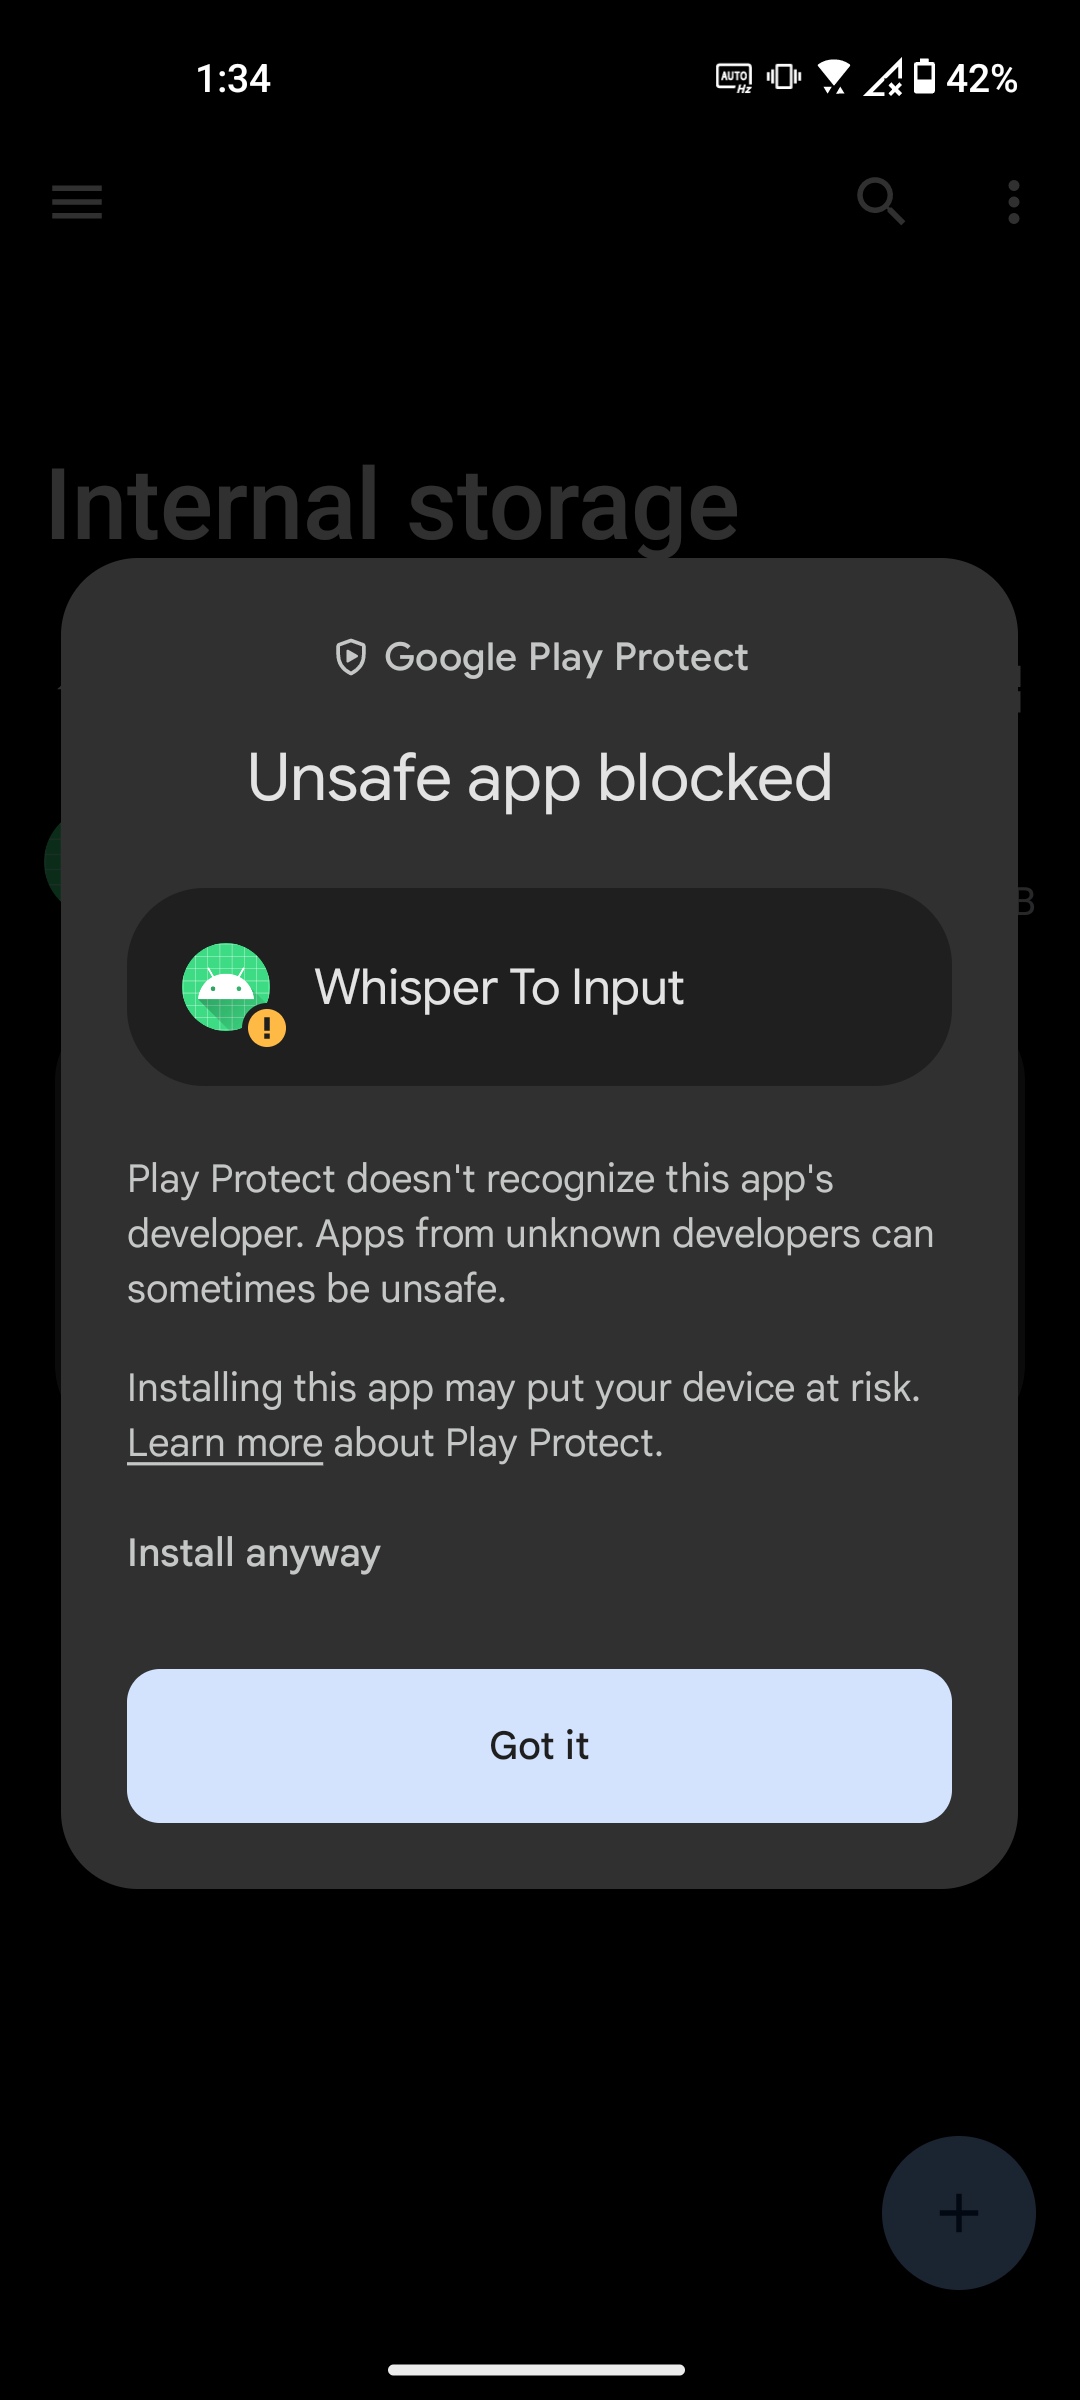 1:34
AUTO
Hz
42%
Internal storage
B
Google Play Protect
Unsafe app blocked
Whisper To Input
Play Protect doesn't recognize this app's
developer. Apps from unknown developers can
sometimes be unsafe.
Installing this app may put your device at risk.
Learn more about Play Protect.
Install anyway
Got it